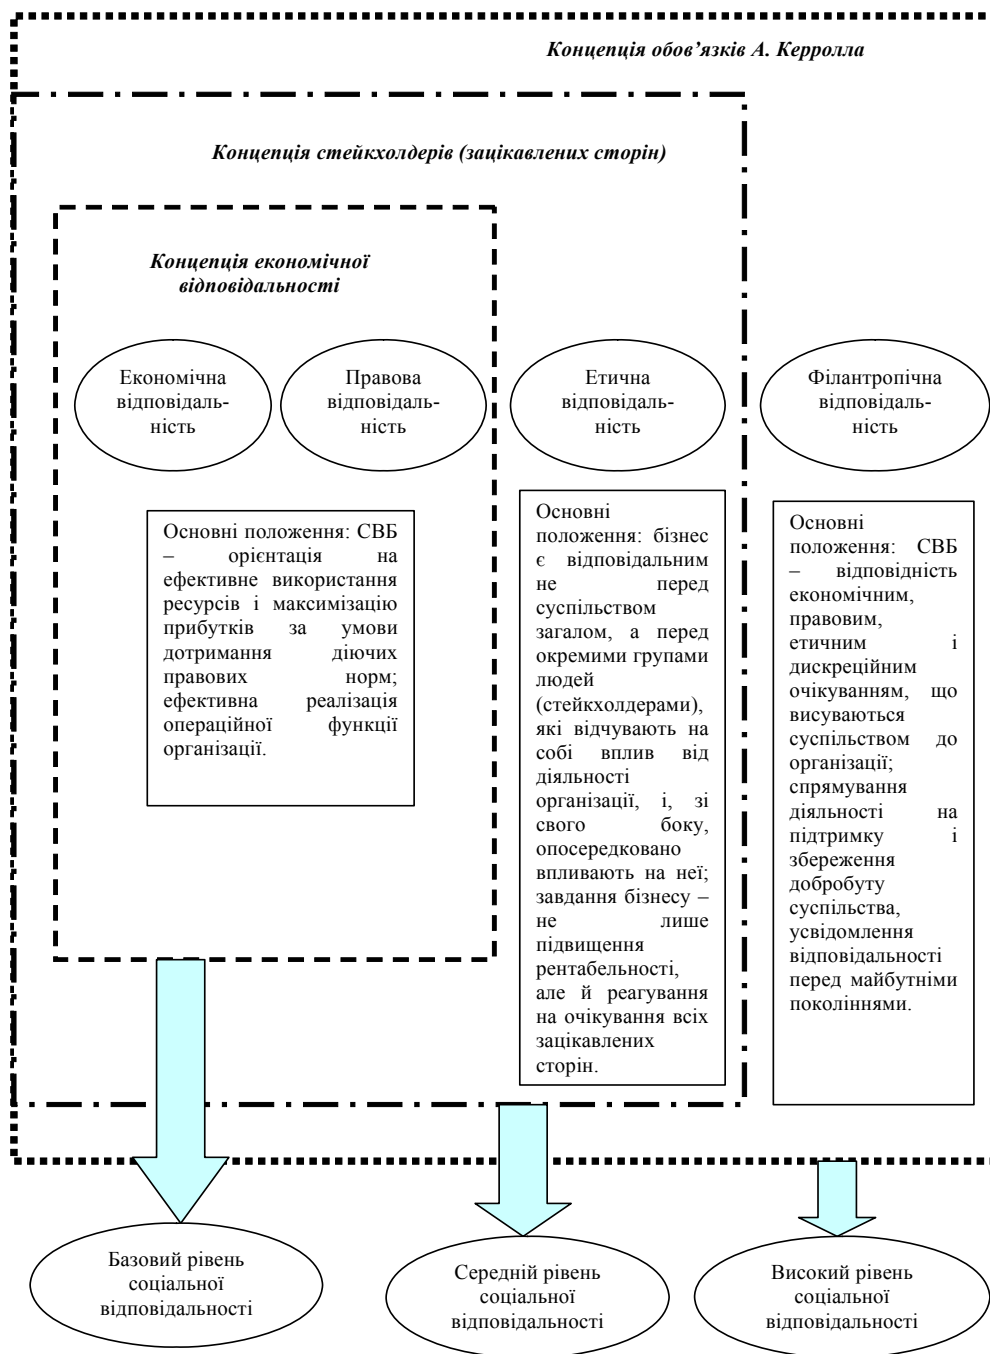 Концепція обов’язків А. Керролла
Концепція стейкхолдерів (зацікавлених сторін)
Концепція економічної
відповідальності
Економічна
відповідаль-
ність
Правова
відповідаль-
ність
Етична
відповідаль-
ність
Філантропічна
відповідаль-
ність
Основні положення: СВБ
– орієнтація на
ефективне використання
ресурсів і максимізацію
прибутків за умови
дотримання діючих
правових норм;
ефективна реалізація
операційної функції
організації.
Основні
положення: бізнес
є відповідальним
не перед
суспільством
загалом, а перед
окремими групами
людей
(стейкхолдерами),
які відчувають на
собі вплив від
діяльності
організації, і, зі
свого боку,
опосередковано
впливають на неї;
завдання бізнесу –
не лише
підвищення
рентабельності,
але й реагування
на очікування всіх
зацікавлених
сторін.
Основні
положення: СВБ
– відповідність
економічним,
правовим,
етичним і
дискреційним
очікуванням, що
висуваються
суспільством до
організації;
спрямування
діяльності на
підтримку і
збереження
добробуту
суспільства,
усвідомлення
відповідальності
перед майбутніми
поколіннями.
Базовий рівень
соціальної
відповідальності
Середній рівень
соціальної
відповідальності
Високий рівень
соціальної
відповідальності